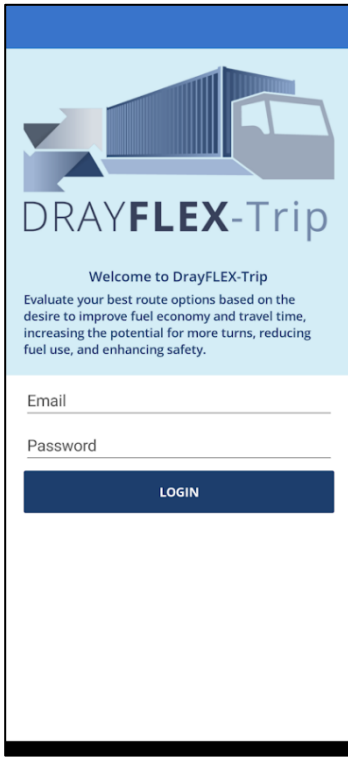 DRAYFLEX-Trip
Welcome to DrayFLEX-Trip
Evaluate your best route options based on the
desire to improve fuel economy and travel time,
increasing the potential for more turns, reducing
fuel use, and enhancing safety.
Email
Password
LOGIN